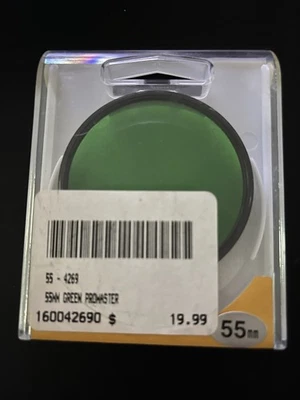 55 - 4269
55MM GREEN PROMASTER
160042690 $ 19.99
55mm